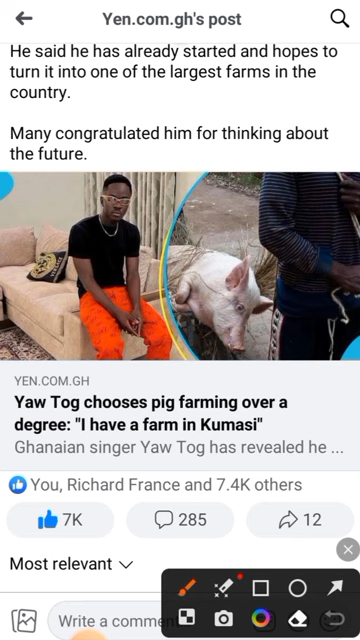 Yen.com.gh's post
He said he has already started and hopes to
turn it into one of the largest farms in the
country.
Many congratulated him for thinking about
the future.
YEN.COM.GH
Yaw Tog chooses pig farming over a
degree: "I have a farm in Kumasi"
Ghanaian singer Yaw Tog has revealed he ...
You, Richard France and 7.4K others
7K
285
12
Most relevant
Write a commen